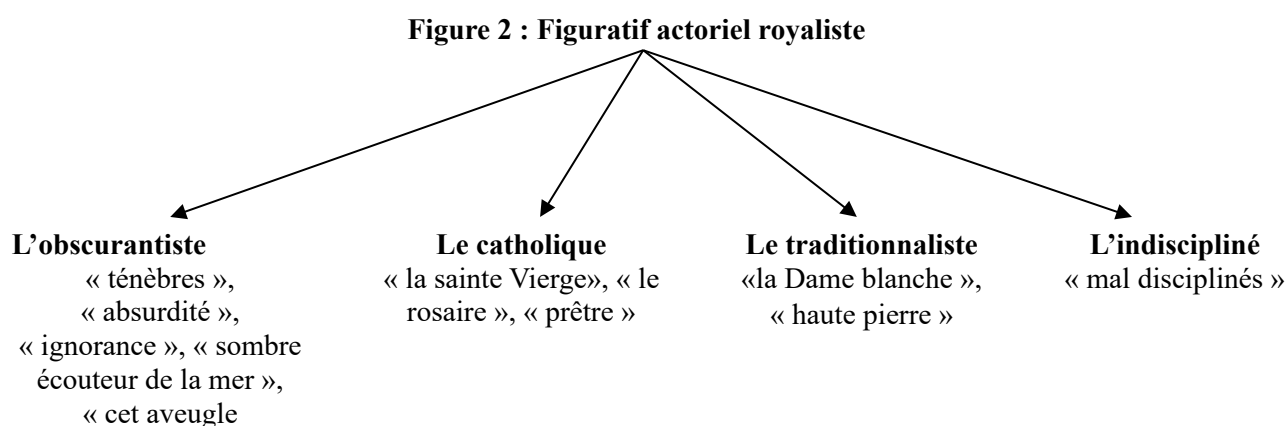 Figure 2 : Figuratif actoriel royaliste
L’obscurantiste
« ténèbres »,
« absurdité »,
« ignorance », « sombre
écouteur de la mer »,
« cet aveugle
Le catholique
« la sainte Vierge», « le
rosaire », « prêtre »
Le traditionnaliste
«la Dame blanche »,
« haute pierre »
L’indiscipliné
« mal disciplinés »